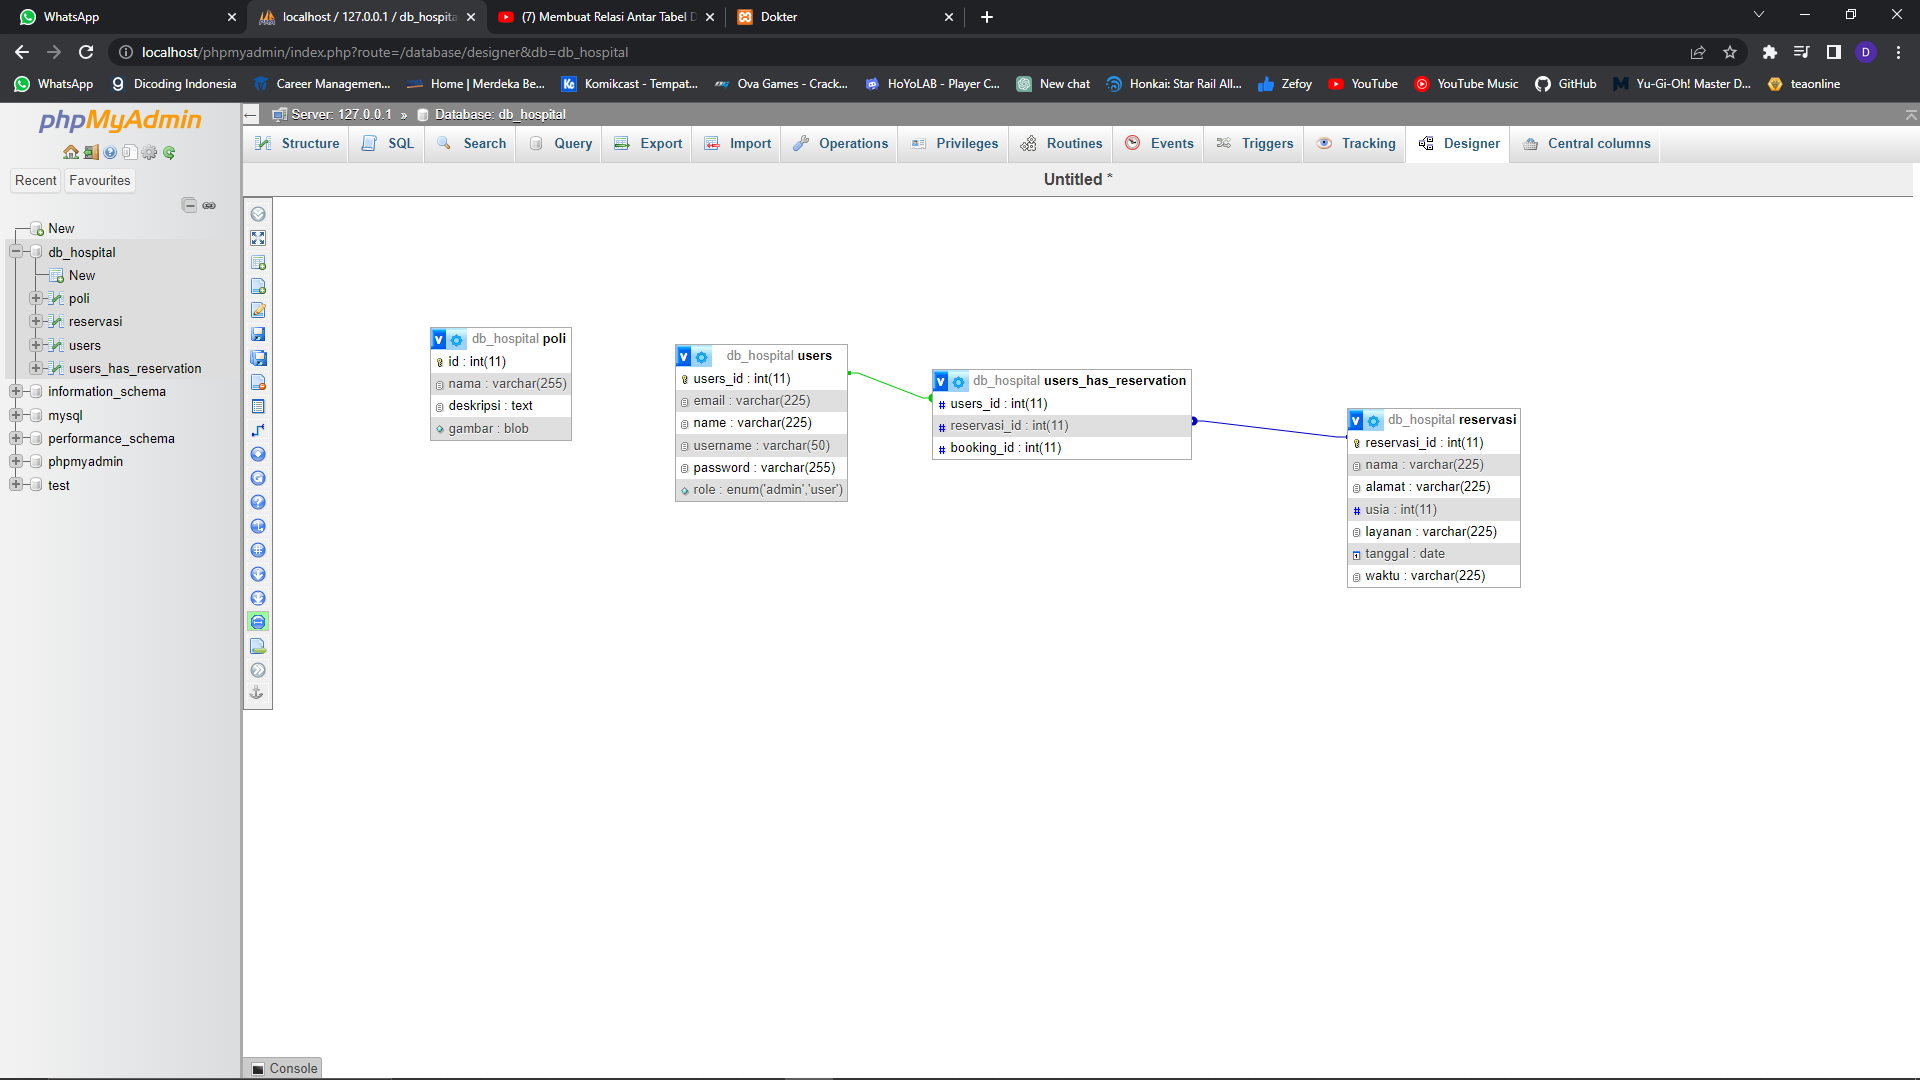 WhatsApp
localhost / 127.0.0.1 / db_hospita
(7) Membuat Relasi Antar Tabel D
Dokter
localhost/phpmyadmin/index.php?route=/database/designer&db=db_hospital
D
WhatsApp
Dicoding Indonesia
Career Managemen...
Home | Merdeka Be...
Komikcast - Tempat...
Ova Games - Crack...
HoYoLAB - Player C...
New chat
Honkai: Star Rail All...
Zefoy
YouTube
YouTube Music
GitHub
Yu-Gi-Oh! Master D...
teaonline
phpMyAdmin
Recent
Favourites
New
db_hospital
New
poli
reservasi
users
users_has_reservation
information_schema
mysql
performance_schema
phpmyadmin
test
Server: 127.0.0.1 » Database: db_hospital
Structure
SQL
Search
Query
Export
Import
Operations
Privileges
Routines
Events
Triggers
Tracking
Designer
Central columns
Untitled *
db_hospital poli
id : int(11)
nama : varchar(255)
deskripsi : text
gambar : blob
db_hospital users
users_id : int(11)
email : varchar(225)
name : varchar(225)
username : varchar(50)
password : varchar(255)
role : enum('admin','user')
db_hospital users_has_reservation
users_id : int(11)
reservasi_id : int(11)
booking_id : int(11)
db_hospital reservasi
reservasi_id : int(11)
nama : varchar(225)
alamat : varchar(225)
usia : int(11)
layanan : varchar(225)
tanggal : date
waktu : varchar(225)
Console